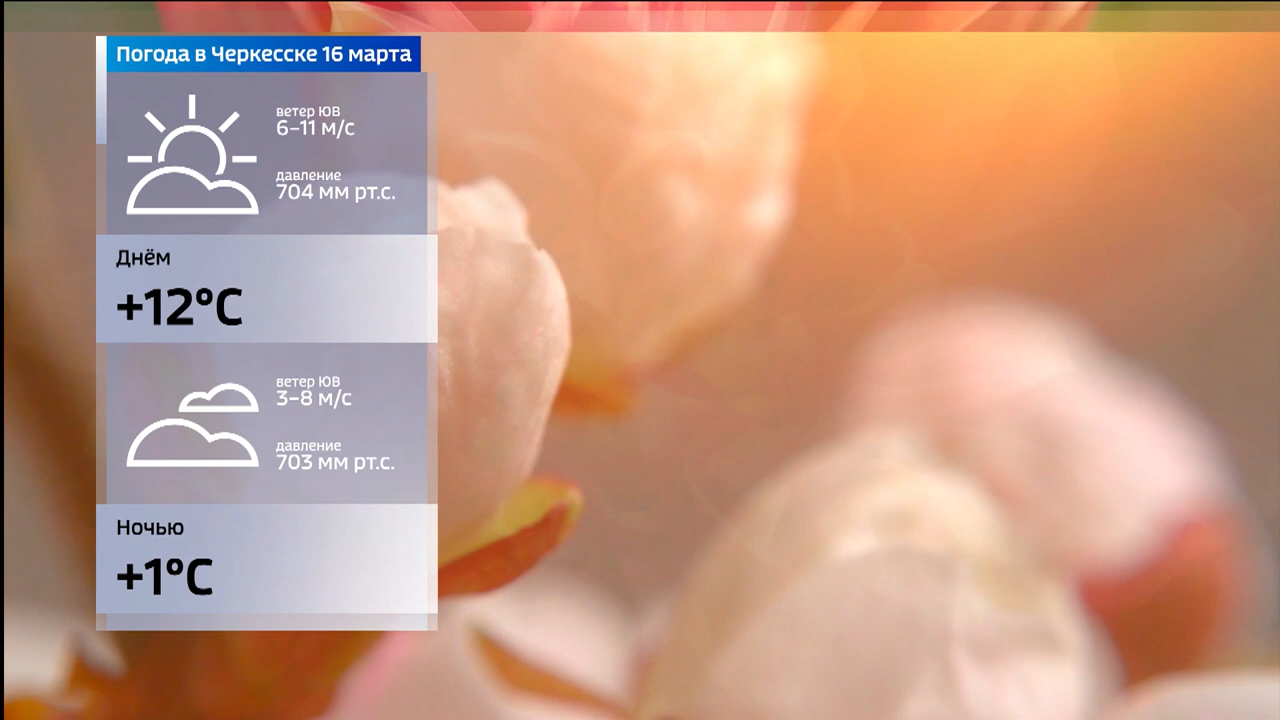 Погода в Черкесске 16 марта
ветер ЮВ
6–11 м/с
давление
704 мм рт.с.
Днём
+12°C
ветер ЮВ
3–8 м/с
давление
703 мм рт.с.
Ночью
+1°C